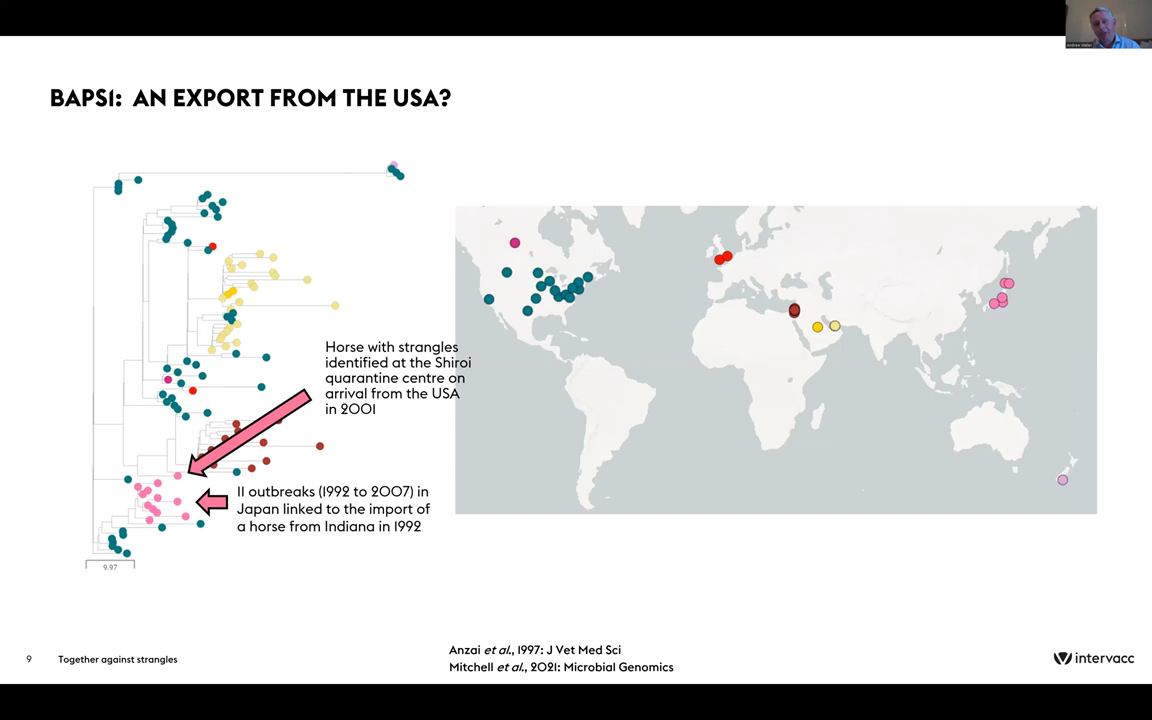 BAPS1: AN EXPORT FROM THE USA?
Horse with strangles
identified at the Shiroi
quarantine centre on
arrival from the USA
in 2001
11 outbreaks (1992 to 2007) in
Japan linked to the import of
a horse from Indiana in 1992
9.97
9
Together against strangles
Anzai et al., 1997: J Vet Med Sci
Mitchell et al., 2021: Microbial Genomics
intervacc